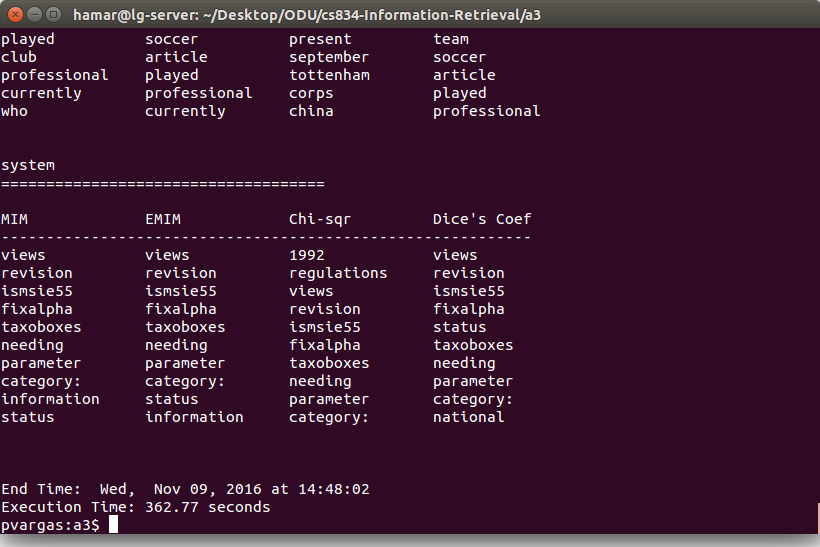 hamar@lg-server: ~/Desktop/ODU/cs834-Information-Retrieval/a3
played soccer present team
club article september soccer
professional played tottenham article
currently professional corps played
who currently china professional
system
====================================
MIM EMIM Chi-sqr Dice's Coef
-----------------------------------------------------------
views views 1992 views
revision revision regulations revision
ismsie55 ismsie55 views ismsie55
fixalpha fixalpha revision fixalpha
taxoboxes taxoboxes ismsie55 status
needing needing fixalpha taxoboxes
parameter parameter taxoboxes needing
category: category: needing parameter
information status parameter category:
status information category: national
End Time:  Wed,  Nov 09, 2016 at 14:48:02
Execution Time: 362.77 seconds
pvargas:a3$